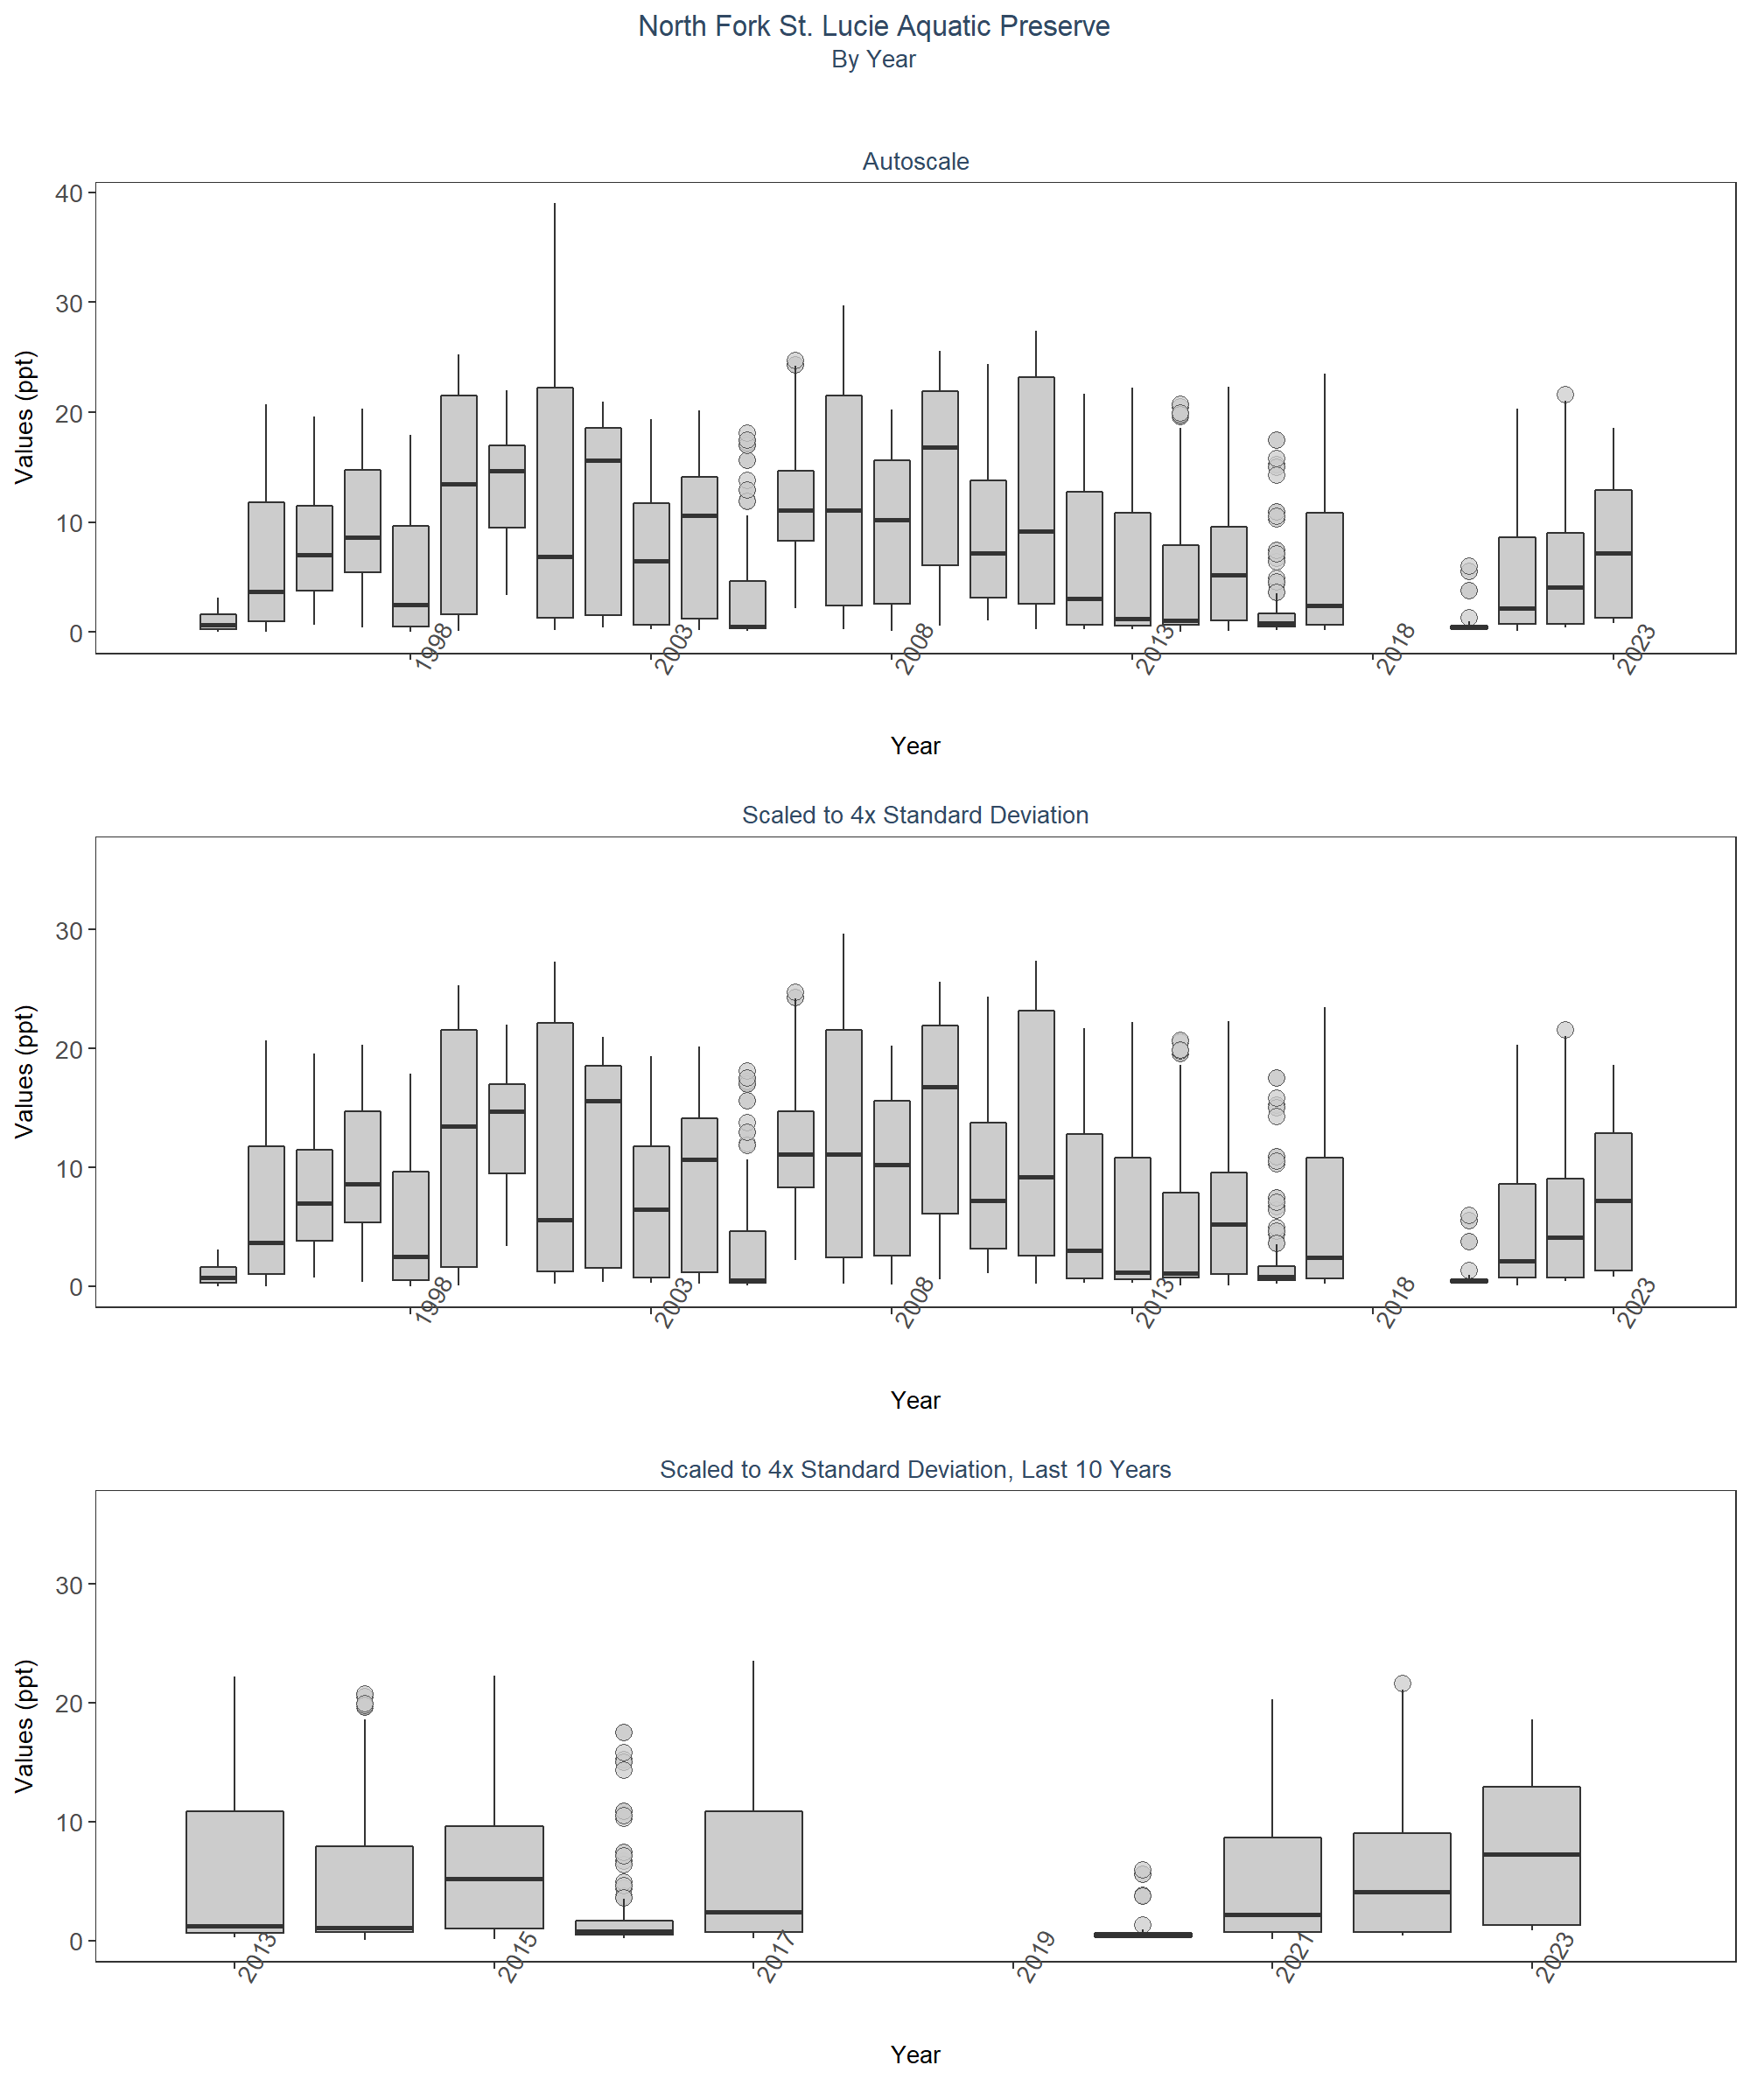 North Fork St. Lucie Aquatic Preserve
By Year
Autoscale
40
30
20
10
0
Values (ppt)
1998
2003
2008
2013
2018
2023
Year
Scaled to 4x Standard Deviation
30
20
10
0
Values (ppt)
1998
2003
2008
2013
2018
2023
Year
Scaled to 4x Standard Deviation, Last 10 Years
30
20
10
0
Values (ppt)
2013
2015
2017
2019
2021
2023
Year